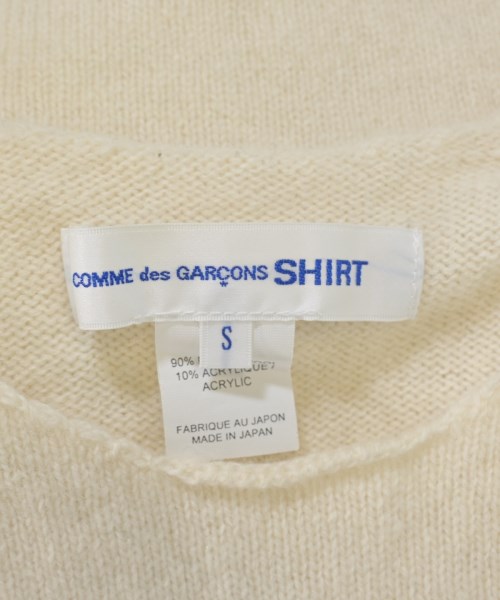 COMME des GARÇONS SHIRT
S
90%
10% ACRYLIQUE/
ACRYLIC
FABRIQUE AU JAPON
MADE IN JAPAN